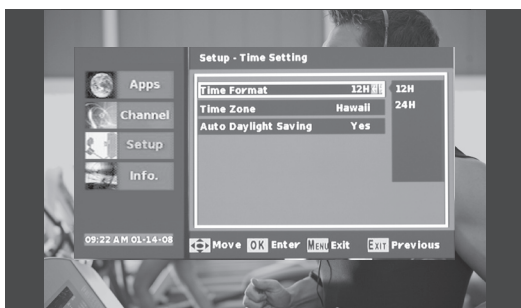 Setup - Time Setting
Apps
Channel
Setup
Info.
Time Format 12H
Time Zone Hawaii
Auto Daylight Saving Yes
12H
24H
09:22 AM 01-14-08
Move OK Enter MENU Exit EXIT Previous